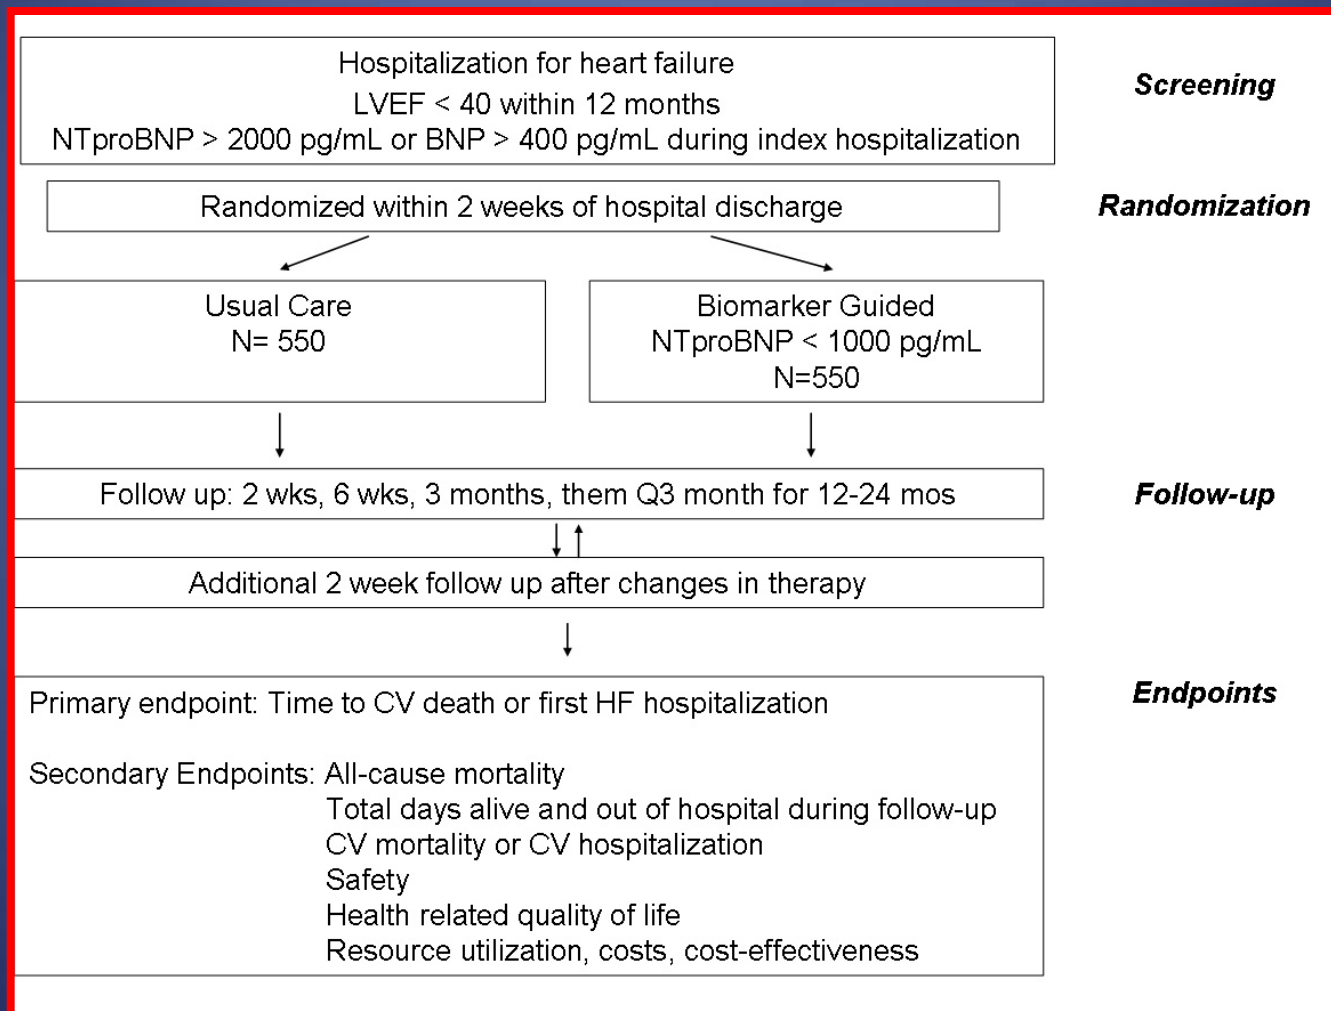 Hospitalization for heart failure
LVEF < 40 within 12 months
NTproBNP > 2000 pg/mL or BNP > 400 pg/mL during index hospitalization
Screening
Randomized within 2 weeks of hospital discharge
Randomization
Usual Care
N= 550
Biomarker Guided
NTproBNP < 1000 pg/mL
N=550
Follow up: 2 wks, 6 wks, 3 months, them Q3 month for 12-24 mos
Follow-up
Additional 2 week follow up after changes in therapy
Endpoints
Primary endpoint: Time to CV death or first HF hospitalization
Secondary Endpoints: All-cause mortality
Total days alive and out of hospital during follow-up
CV mortality or CV hospitalization
Safety
Health related quality of life
Resource utilization, costs, cost-effectiveness